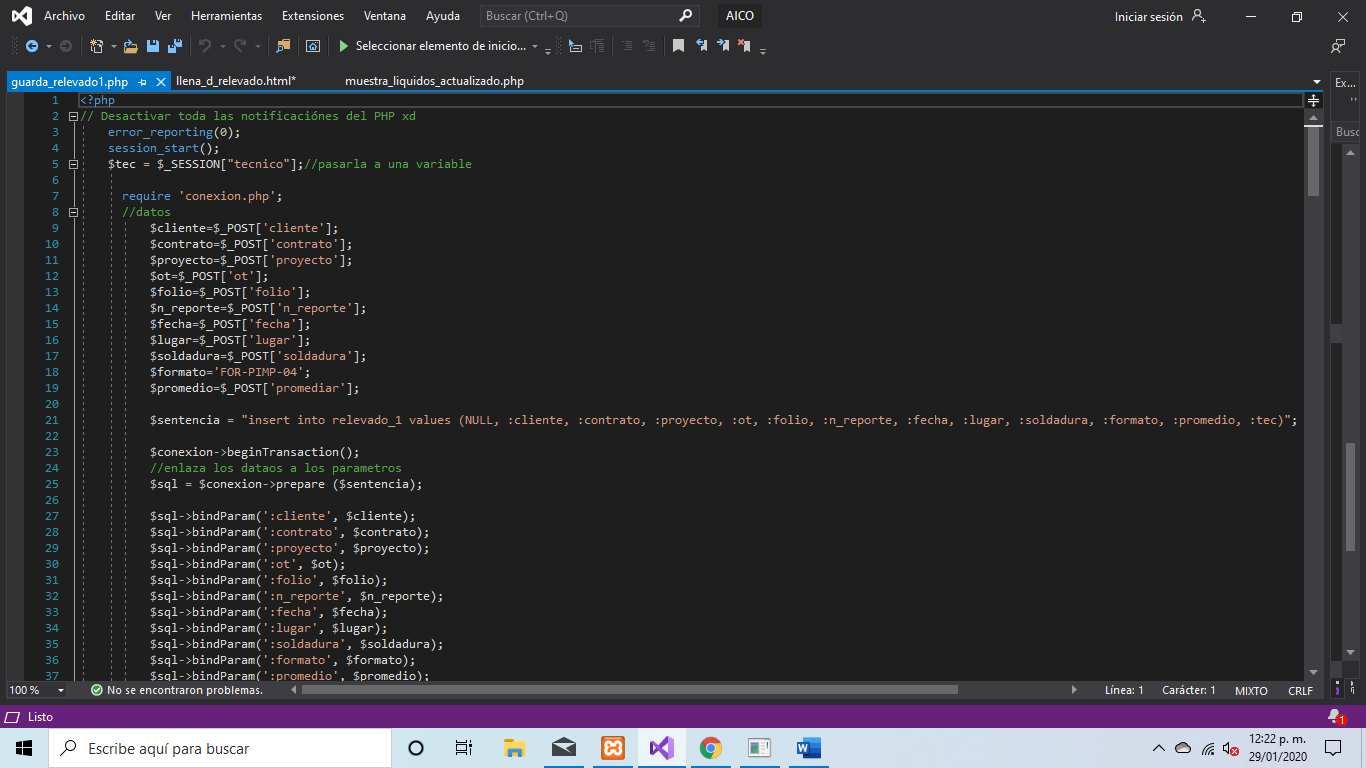 Archivo Editar Ver Herramientas Extensiones Ventana Ayuda Buscar (Ctrl+Q) AICO Iniciar sesión
Seleccionar elemento de inicio...
guarda_relevado1.php llena_d_relevado.html* muestra_liquidos_actualizado.php Ex...
1 <?php
2 // Desactivar toda las notificaciónes del PHP xd
3 error_reporting(0);
4 session_start();
5 $tec = $_SESSION["tecnico"];//pasarla a una variable
6
7 require 'conexion.php';
8 //datos
9 $cliente=$_POST['cliente'];
10 $contrato=$_POST['contrato'];
11 $proyecto=$_POST['proyecto'];
12 $ot=$_POST['ot'];
13 $folio=$_POST['folio'];
14 $n_reporte=$_POST['n_reporte'];
15 $fecha=$_POST['fecha'];
16 $lugar=$_POST['lugar'];
17 $soldadura=$_POST['soldadura'];
18 $formato='FOR-PIMP-04';
19 $promedio=$_POST['promediar'];
20
21 $sentencia = "insert into relevado_1 values (NULL, :cliente, :contrato, :proyecto, :ot, :folio, :n_reporte, :fecha, :lugar, :soldadura, :formato, :promedio, :tec)";
22
23 $conexion->beginTransaction();
24 //enlaza los dataos a los parametros
25 $sql = $conexion->prepare ($sentencia);
26
27 $sql->bindParam(':cliente', $cliente);
28 $sql->bindParam(':contrato', $contrato);
29 $sql->bindParam(':proyecto', $proyecto);
30 $sql->bindParam(':ot', $ot);
31 $sql->bindParam(':folio', $folio);
32 $sql->bindParam(':n_reporte', $n_reporte);
33 $sql->bindParam(':fecha', $fecha);
34 $sql->bindParam(':lugar', $lugar);
35 $sql->bindParam(':soldadura', $soldadura);
36 $sql->bindParam(':formato', $formato);
37 $sql->bindParam(':promedio', $promedio);
Busc
100 % No se encontraron problemas. Línea: 1 Carácter: 1 MIXTO CRLF
Listo 1
Escribe aquí para buscar 12:22 p. m.
29/01/2020